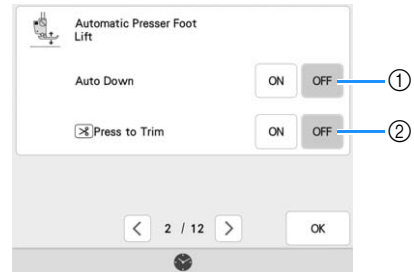 Automatic Presser Foot
Lift
Auto Down ON OFF ①
Press to Trim ON OFF ②
2 / 12 OK